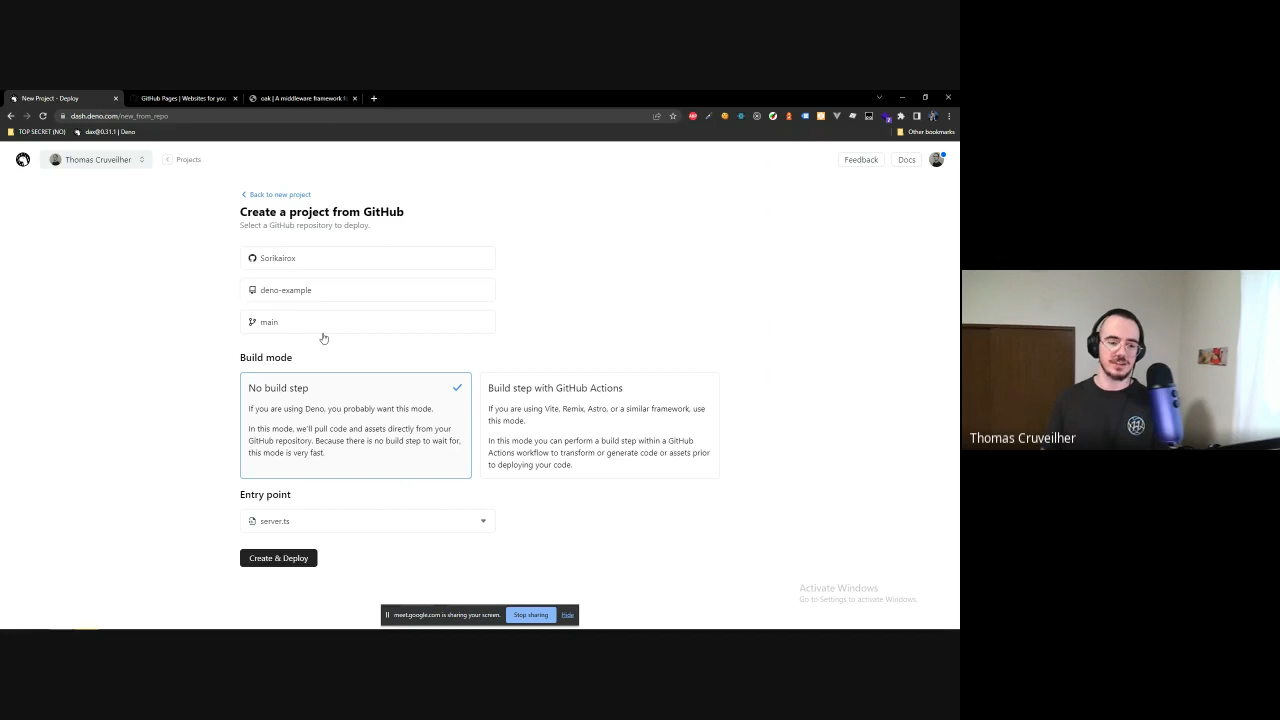 New Project - Deploy
GitHub Pages | Websites for you
oak | A middleware framework f
dash.deno.com/new_from_repo
TOP SECRET (NO)
dax@0.31.1 | Deno
Other bookmarks
Thomas Cruveilher
Projects
Feedback
Docs
Back to new project
Create a project from GitHub
Select a GitHub repository to deploy.
Sorikairox
deno-example
main
Build mode
No build step
If you are using Deno, you probably want this mode.
In this mode, we'll pull code and assets directly from your
GitHub repository. Because there is no build step to wait for,
this mode is very fast.
Build step with GitHub Actions
If you are using Vite, Remix, Astro, or a similar framework, use
this mode.
In this mode you can perform a build step within a GitHub
Actions workflow to transform or generate code or assets prior
to deploying your code.
Entry point
server.ts
Create & Deploy
Activate Windows
Go to Settings to activate Windows.
meet.google.com is sharing your screen.
Stop sharing
Hide
Thomas Cruveilher